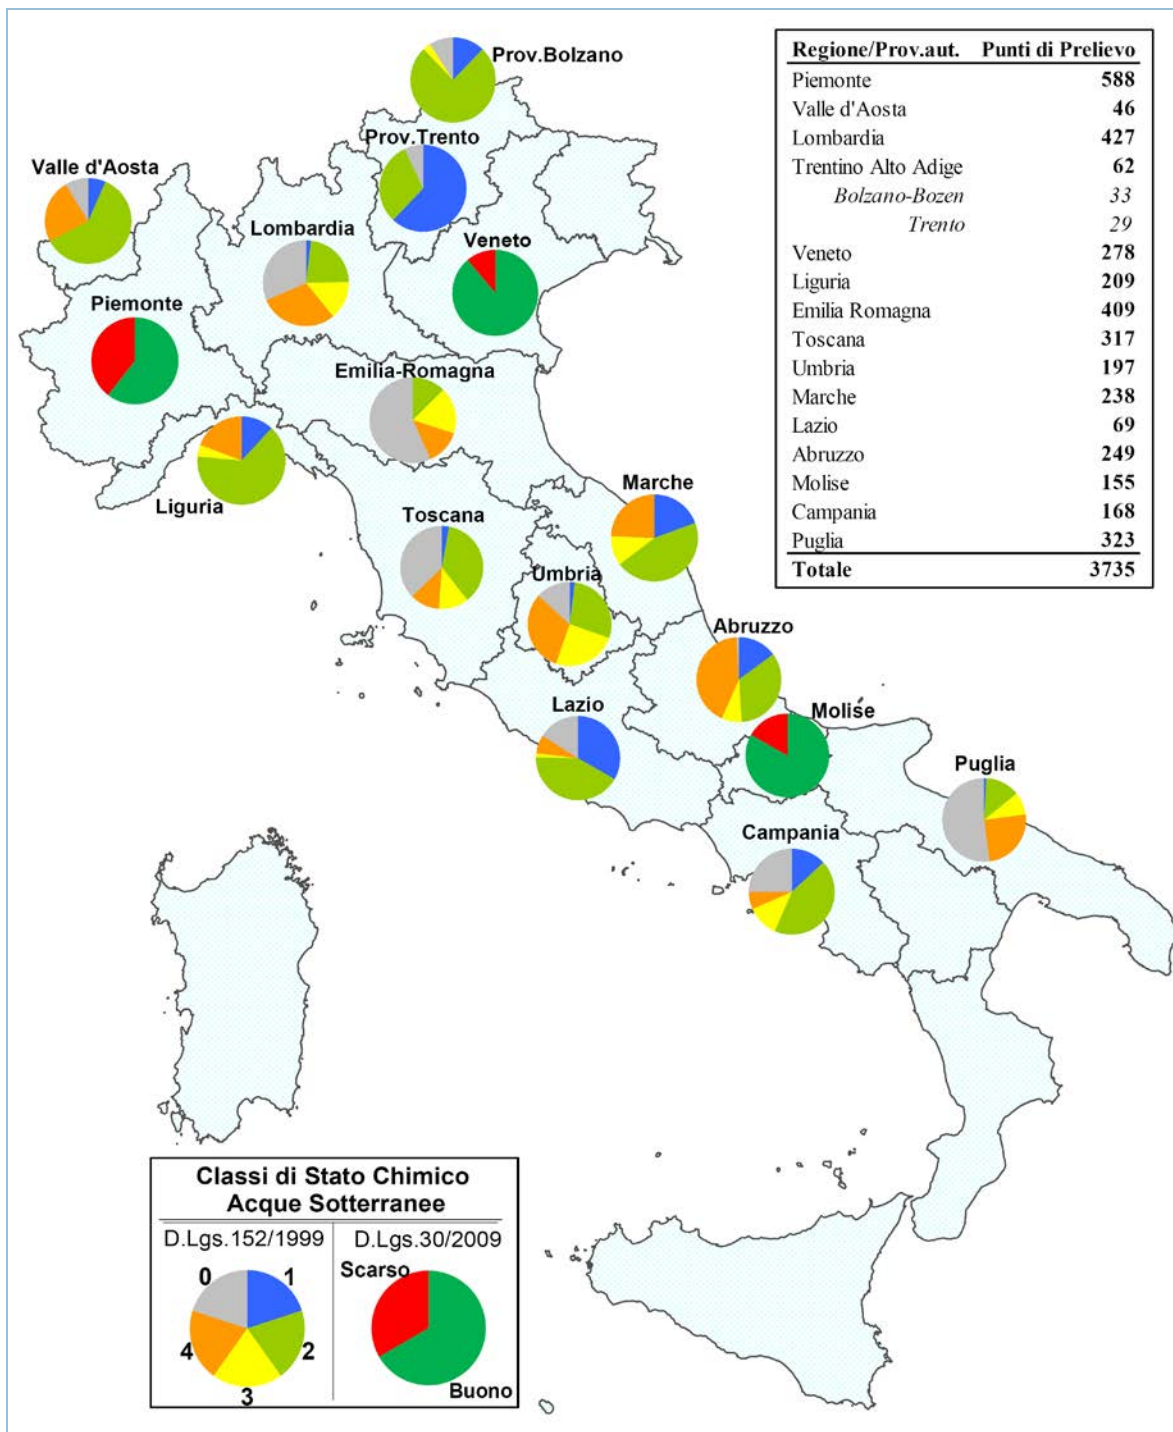 Prov.Bolzano
Prov.Trento
Valle d'Aosta
Lombardia
Veneto
Piemonte
Emilia-Romagna
Liguria
Toscana
Marche
Umbria
Abruzzo
Lazio
Molise
Puglia
Campania
Regione/Prov.aut. Punti di Prelievo
Piemonte 588
Valle d'Aosta 46
Lombardia 427
Trentino Alto Adige 62
Bolzano-Bozen 33
Trento 29
Veneto 278
Liguria 209
Emilia Romagna 409
Toscana 317
Umbria 197
Marche 238
Lazio 69
Abruzzo 249
Molise 155
Campania 168
Puglia 323
Totale 3735
Classi di Stato Chimico
Acque Sotterranee
D.Lgs.152/1999 D.Lgs.30/2009
0 1
4 2
3
Scarso
Buono